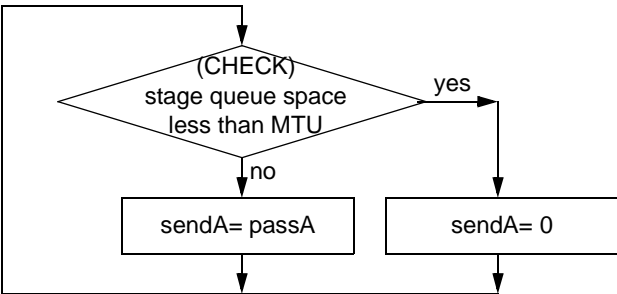 (CHECK)
stage queue space
less than MTU
yes
no
sendA= passA
sendA= 0